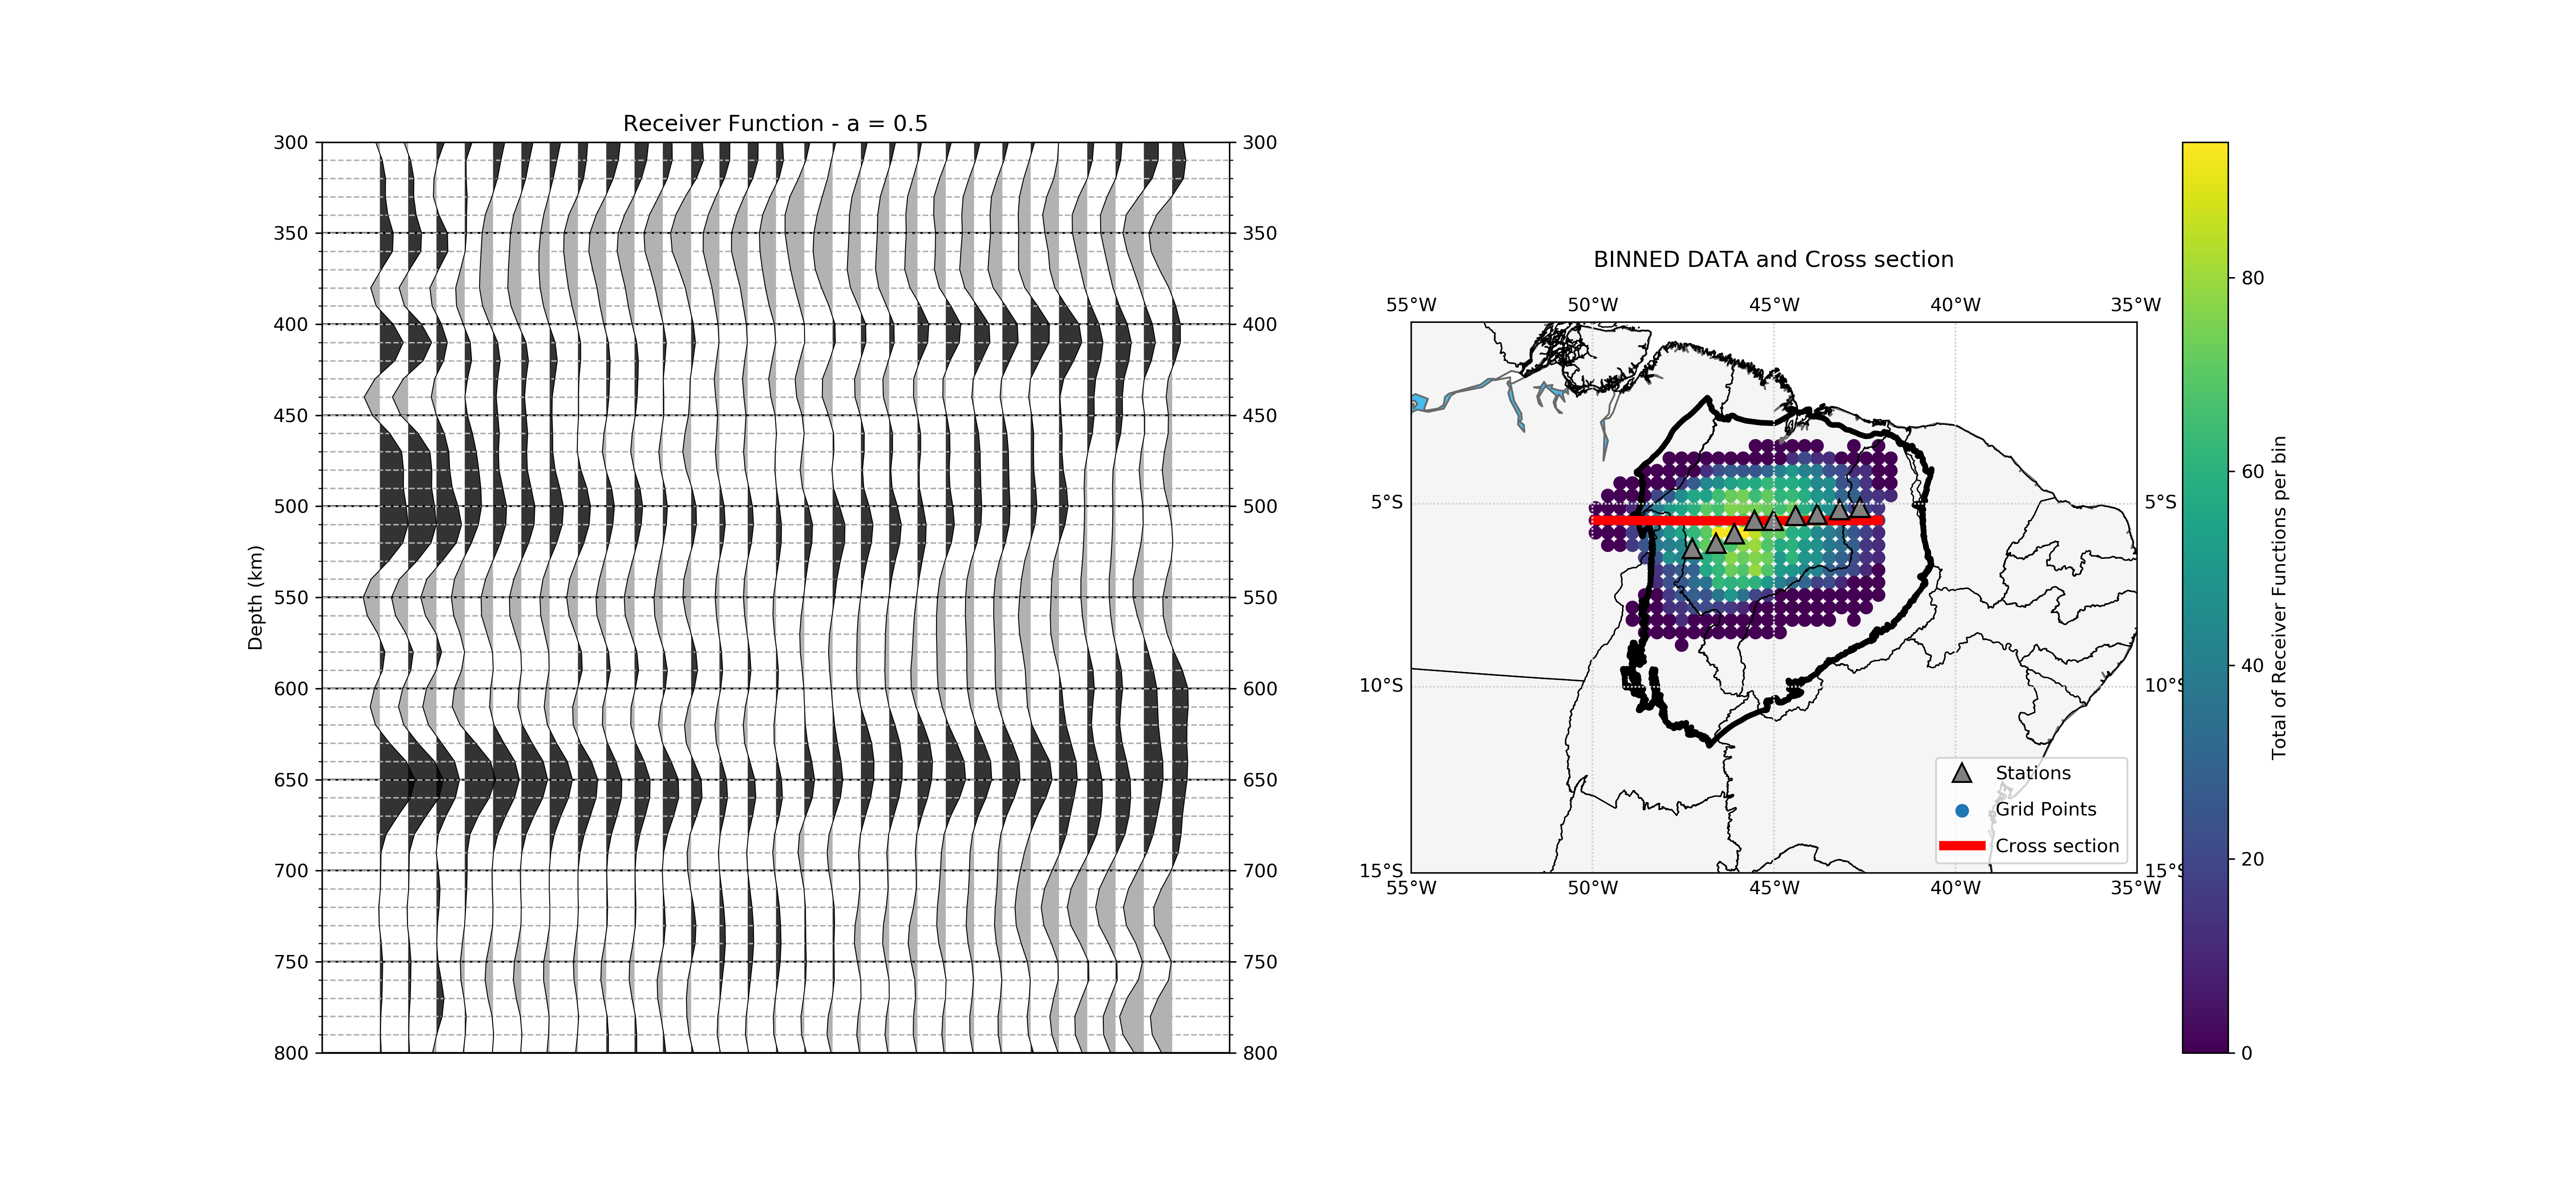 Receiver Function - a = 0.5
300
350
400
450
500
550
600
650
700
750
800
Depth (km)
300
350
400
450
500
550
600
650
700
750
800
BINNED DATA and Cross section
55°W 50°W 45°W 40°W 35°W
5°S 5°S
10°S 10°S
15°S 15°S
55°W 50°W 45°W 40°W 35°W
Stations
Grid Points
Cross section
80
60
40
20
0
Total of Receiver Functions per bin